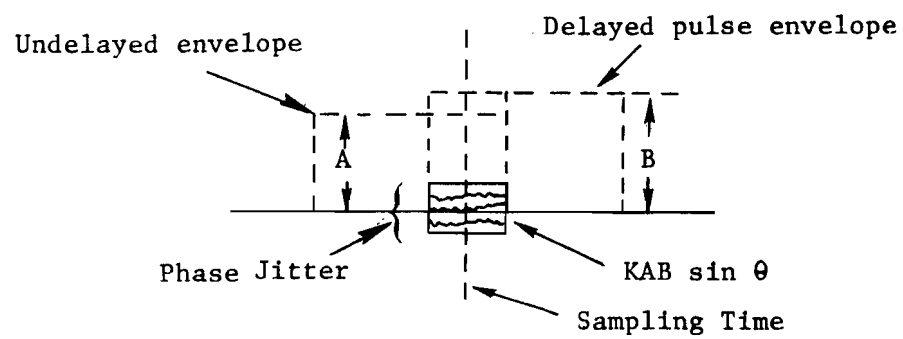 Delayed pulse envelope
Undelayed envelope
A
B
Phase Jitter
KAB sin θ
Sampling Time